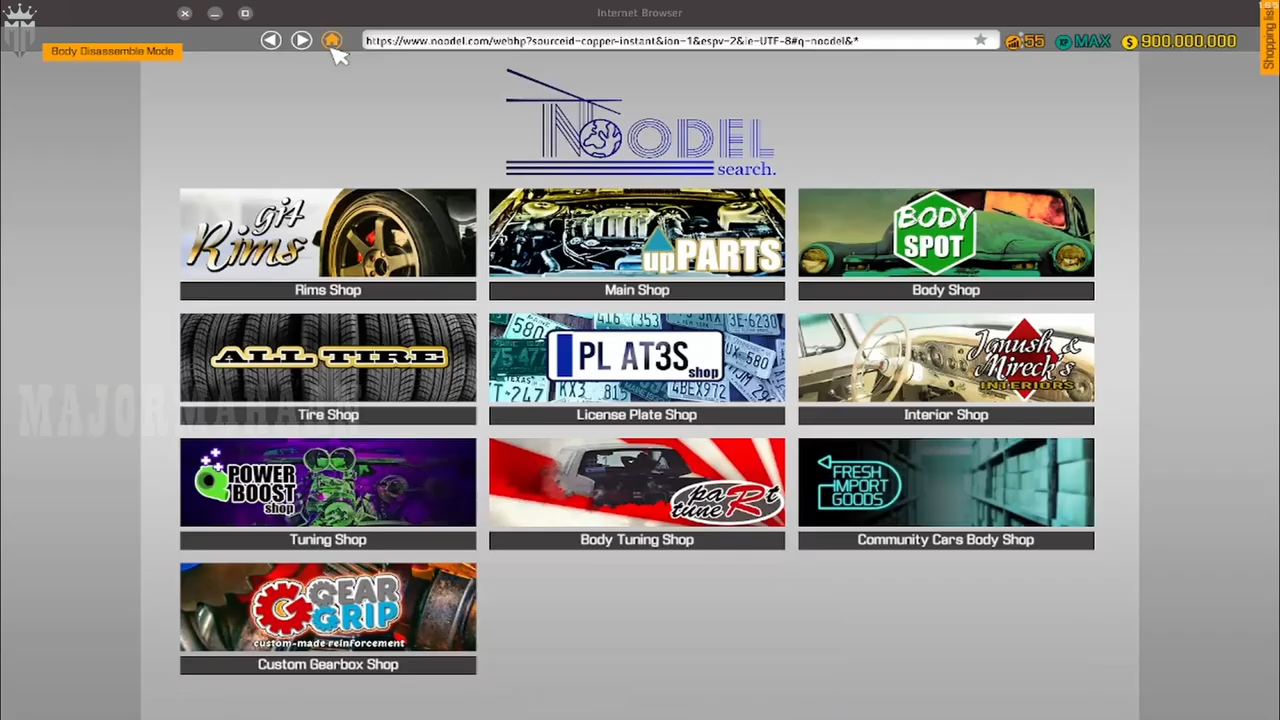 Internet Browser
Shopping list
Body Disassemble Mode
https://www.noodel.com/webhp?sourceid-copper-instant&ion-1&espv-2&ie-UTF-8#q-noodel&*
55
XP MAX
$ 900,000,000
NOODEL
search.
git Rims
upPARTS
BODY SPOT
Rims Shop
Main Shop
Body Shop
ALL TIRE
PL AT3S
shop
Janush & Mireck's
INTERIORS
Tire Shop
License Plate Shop
Interior Shop
POWER BOOST
shop
paRt
tune
FRESH
IMPORT
GOODS
Tuning Shop
Body Tuning Shop
Community Cars Body Shop
GEAR
GRIP
custom-made reinforcement
Custom Gearbox Shop